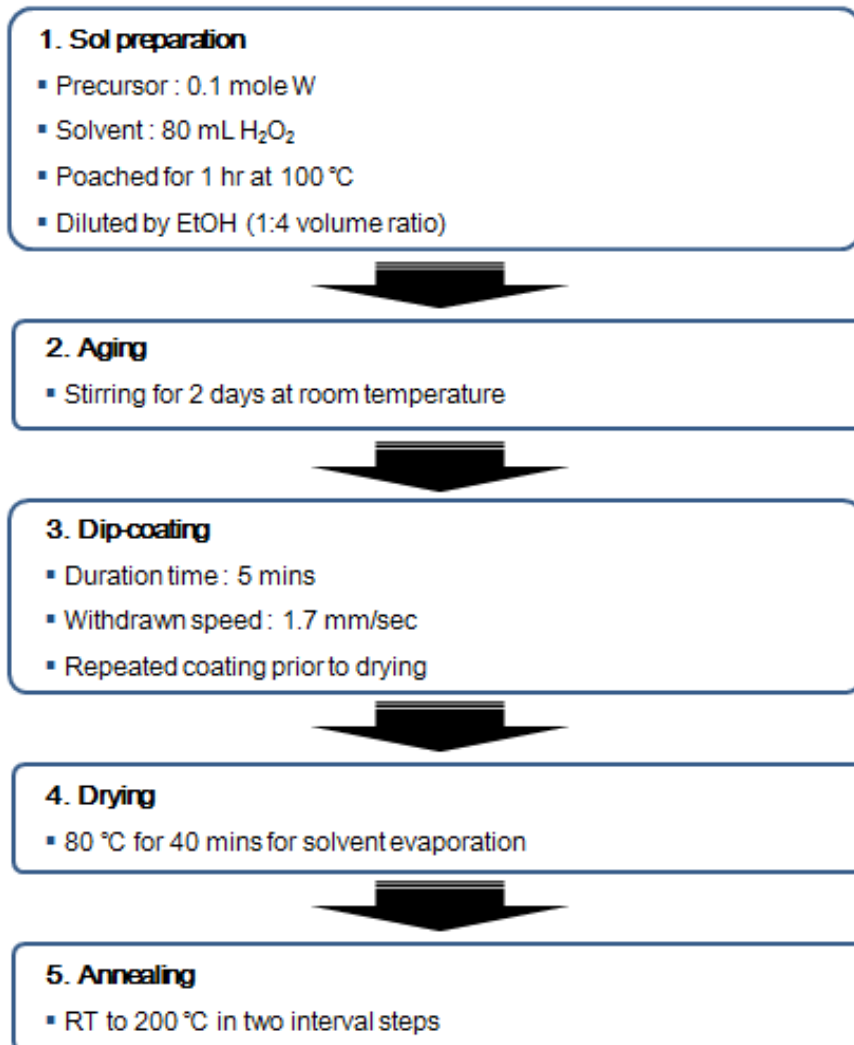 1. Sol preparation
▪ Precursor : 0.1 mole W
▪ Solvent : 80 mL H₂O₂
▪ Poached for 1 hr at 100 ℃
▪ Diluted by EtOH (1:4 volume ratio)
2. Aging
▪ Stirring for 2 days at room temperature
3. Dip-coating
▪ Duration time : 5 mins
▪ Withdrawn speed : 1.7 mm/sec
▪ Repeated coating prior to drying
4. Drying
▪ 80 ℃ for 40 mins for solvent evaporation
5. Annealing
▪ RT to 200 ℃ in two interval steps